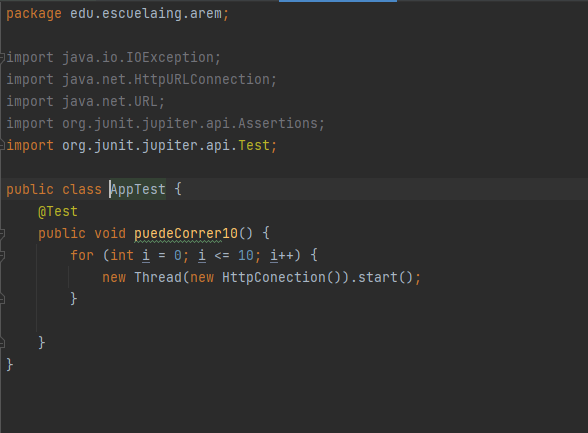 package edu.escuelaing.arem;
import java.io.IOException;
import java.net.HttpURLConnection;
import java.net.URL;
import org.junit.jupiter.api.Assertions;
import org.junit.jupiter.api.Test;
public class AppTest {
@Test
public void puedeCorrer10() {
for (int i = 0; i <= 10; i++) {
new Thread(new HttpConection()).start();
}
}
}